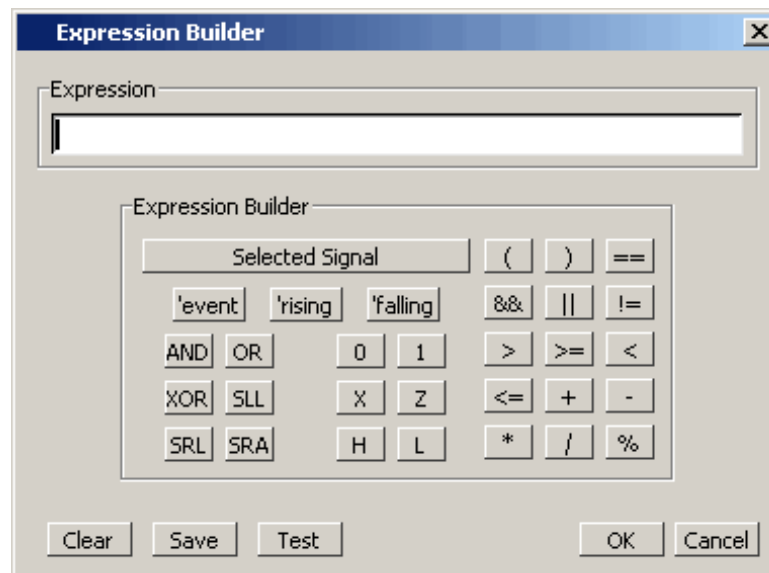 Expression Builder
Expression
Expression Builder
Selected Signal ( ) ==
'event 'rising 'falling && || !=
AND OR 0 1 > >= <
XOR SLL X Z <= + -
SRL SRA H L * / %
Clear Save Test OK Cancel